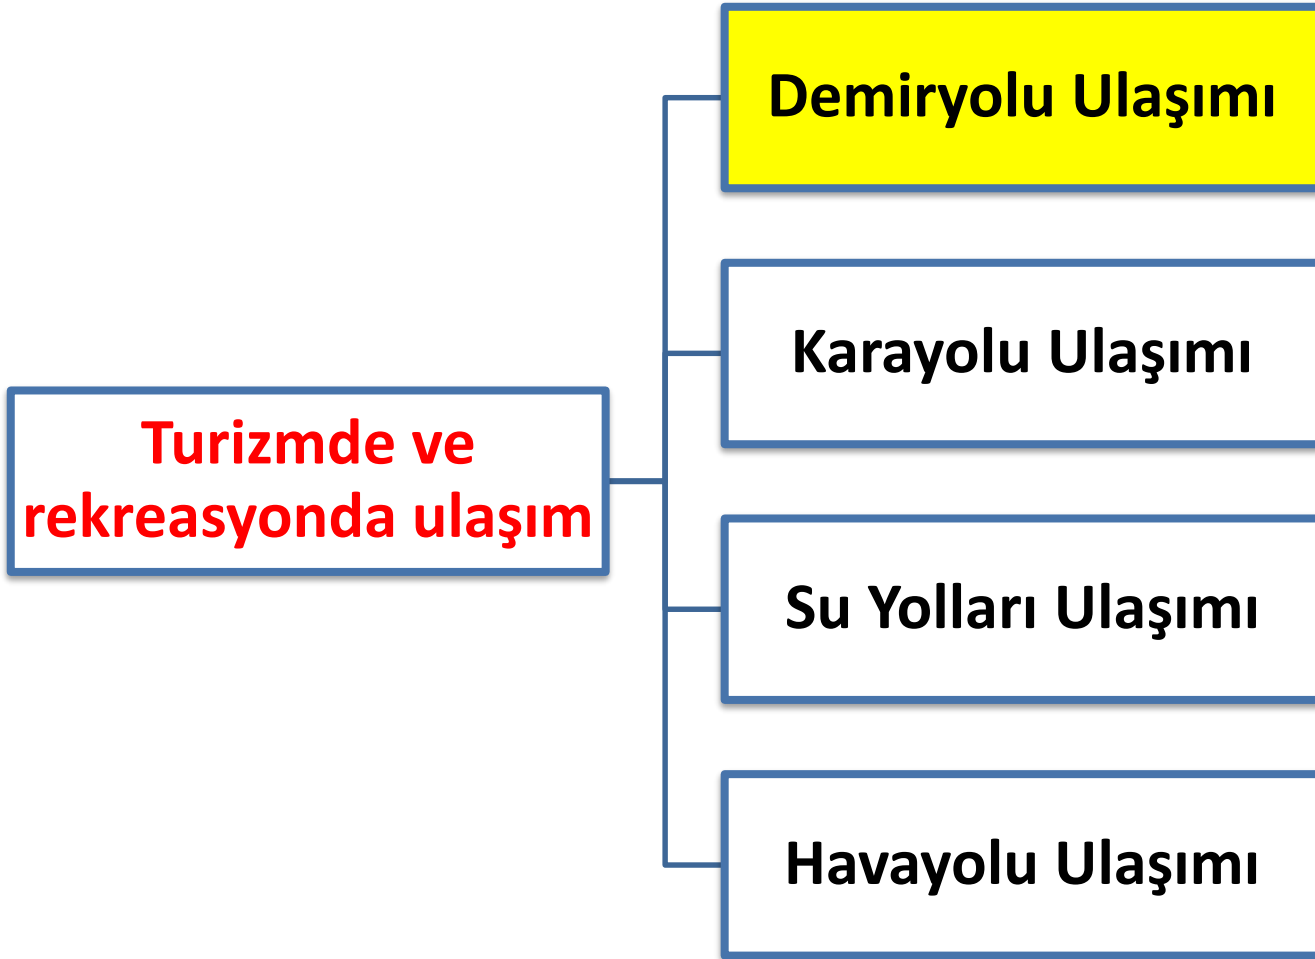 Demiryolu Ulaşımı
Karayolu Ulaşımı
Turizmde ve
rekreasyonda ulaşım
Su Yolları Ulaşımı
Havayolu Ulaşımı